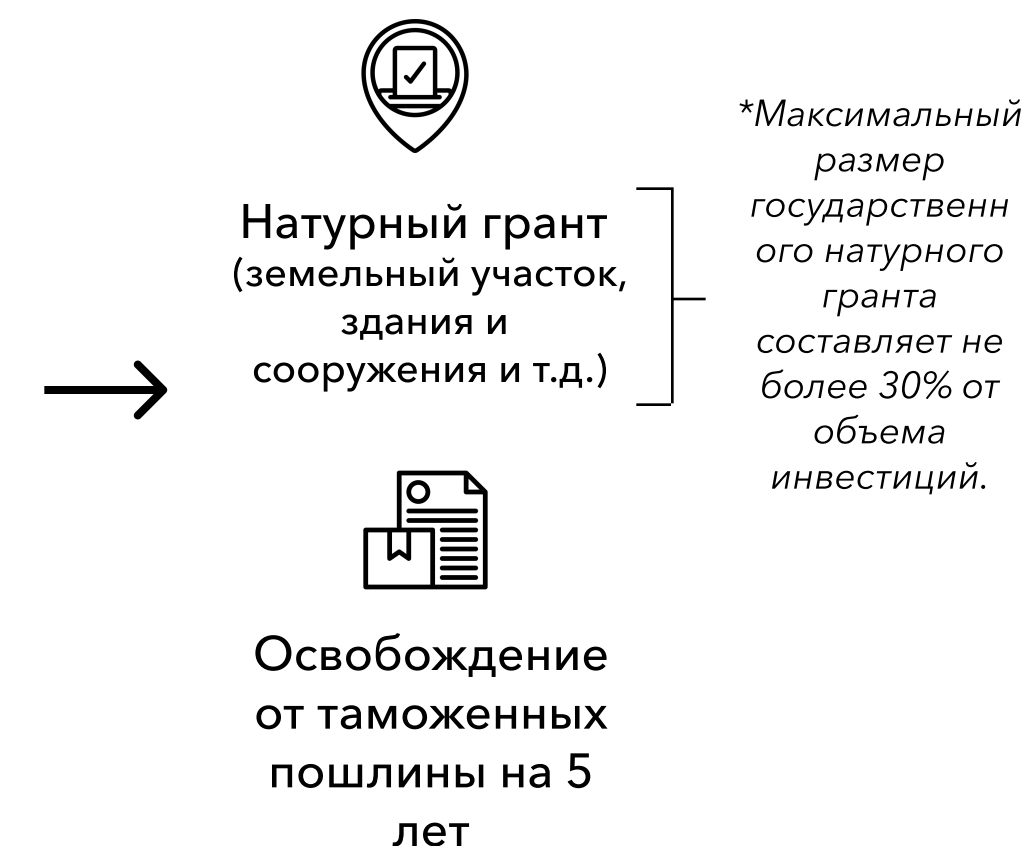 Натурный грант
(земельный участок,
здания и
сооружения и т.д.)
*Максимальный
размер
государственн
ого натурного
гранта
составляет не
более 30% от
объема
инвестиций.
Освобождение
от таможенных
пошлины на 5
лет